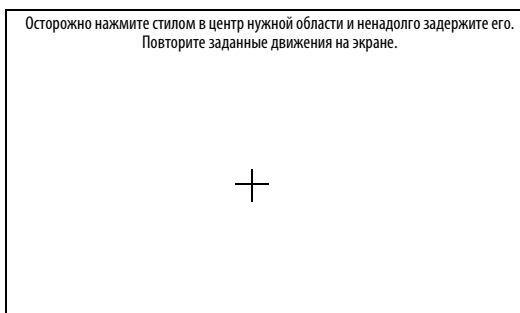 Осторожно нажмите стилом в центр нужной области и ненадолго задержите его.
Повторите заданные движения на экране.